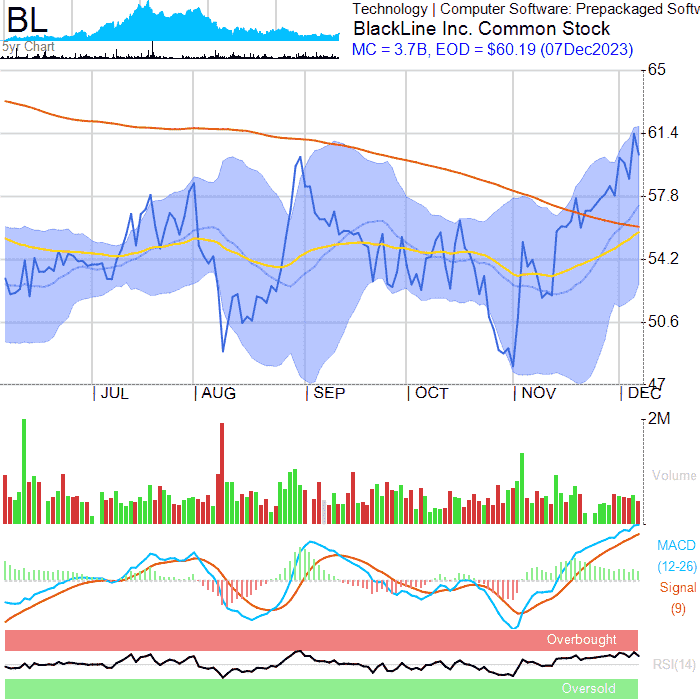 BL
5yr Chart
Technology | Computer Software: Prepackaged Softw
BlackLine Inc. Common Stock
MC = 3.7B, EOD = $60.19 (07Dec2023)
65
61.4
57.8
54.2
50.6
47
JUL AUG SEP OCT NOV DEC
2M
Volume
MACD
(12-26)
Signal
(9)
Overbought
RSI(14)
Oversold